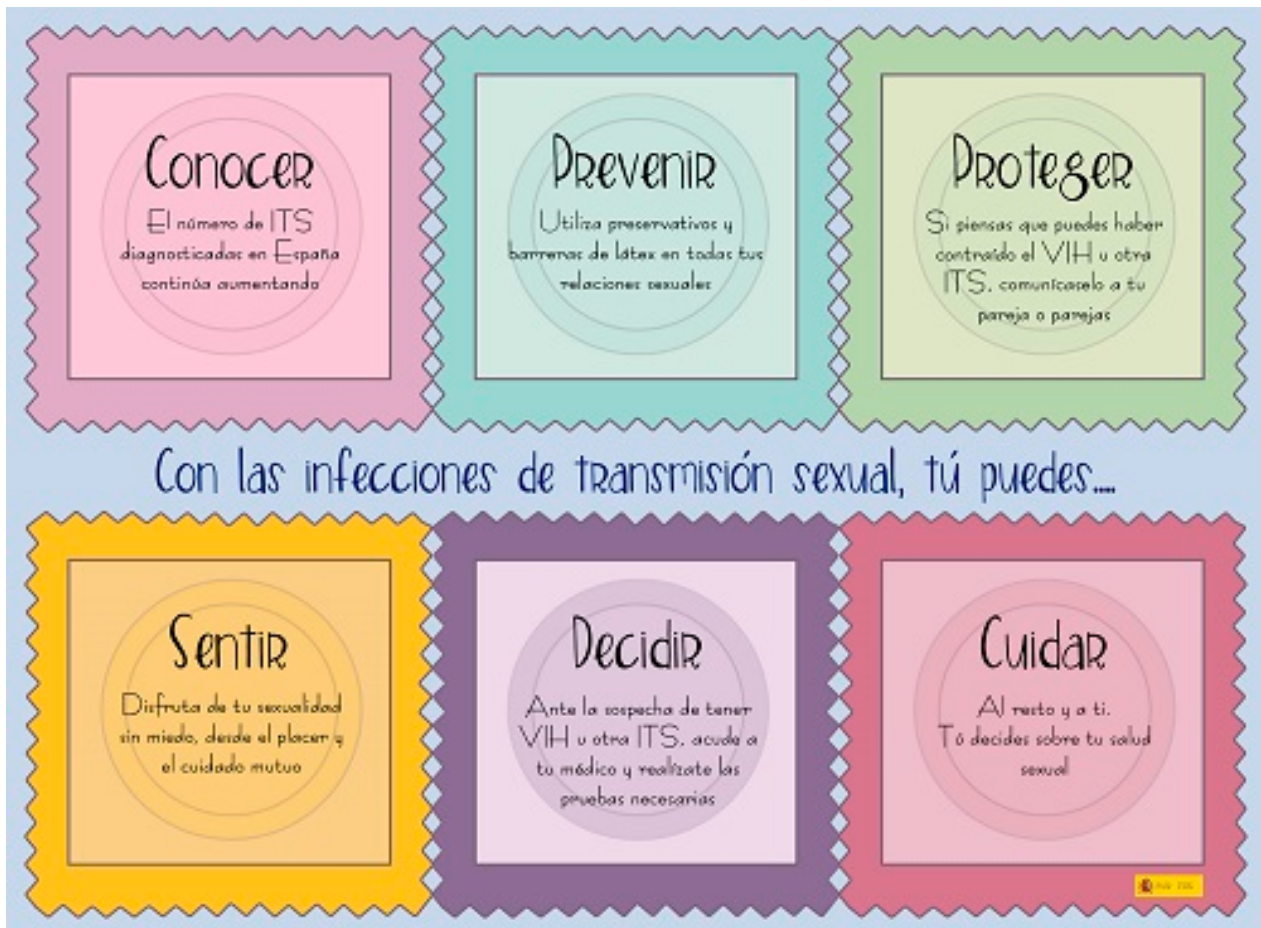 Conocer
El número de ITS
diagnosticadas en España
continúa aumentando
Prevenir
Utiliza preservativos y
barreras de látex en todas tus
relaciones sexuales
Proteger
Si piensas que puedes haber
contraído el VIH u otra
ITS, comunícaselo a tu
pareja o parejas
Con las infecciones de transmisión sexual, tú puedes....
Sentir
Disfruta de tu sexualidad
sin miedo, desde el placer y
el cuidado mutuo
Decidir
Ante la sospecha de tener
VIH u otra ITS, acude a
tu médico y realízate las
pruebas necesarias
Cuidar
Al resto y a ti.
Tú decides sobre tu salud
sexual